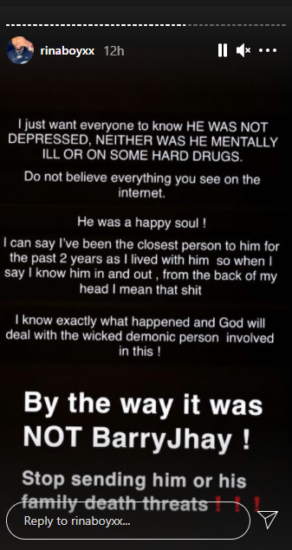 rinaboyxx 12h
I just want everyone to know HE WAS NOT
DEPRESSED, NEITHER WAS HE MENTALLY
ILL OR ON SOME HARD DRUGS.
Do not believe everything you see on the
internet.
He was a happy soul !
I can say I've been the closest person to him for
the past 2 years as I lived with him so when I
say I know him in and out , from the back of my
head I mean that shit
I know exactly what happened and God will
deal with the wicked demonic person involved
in this !
By the way it was
NOT BarryJhay !
Stop sending him or his
family death threats❗❗❗
Reply to rinaboyxx...